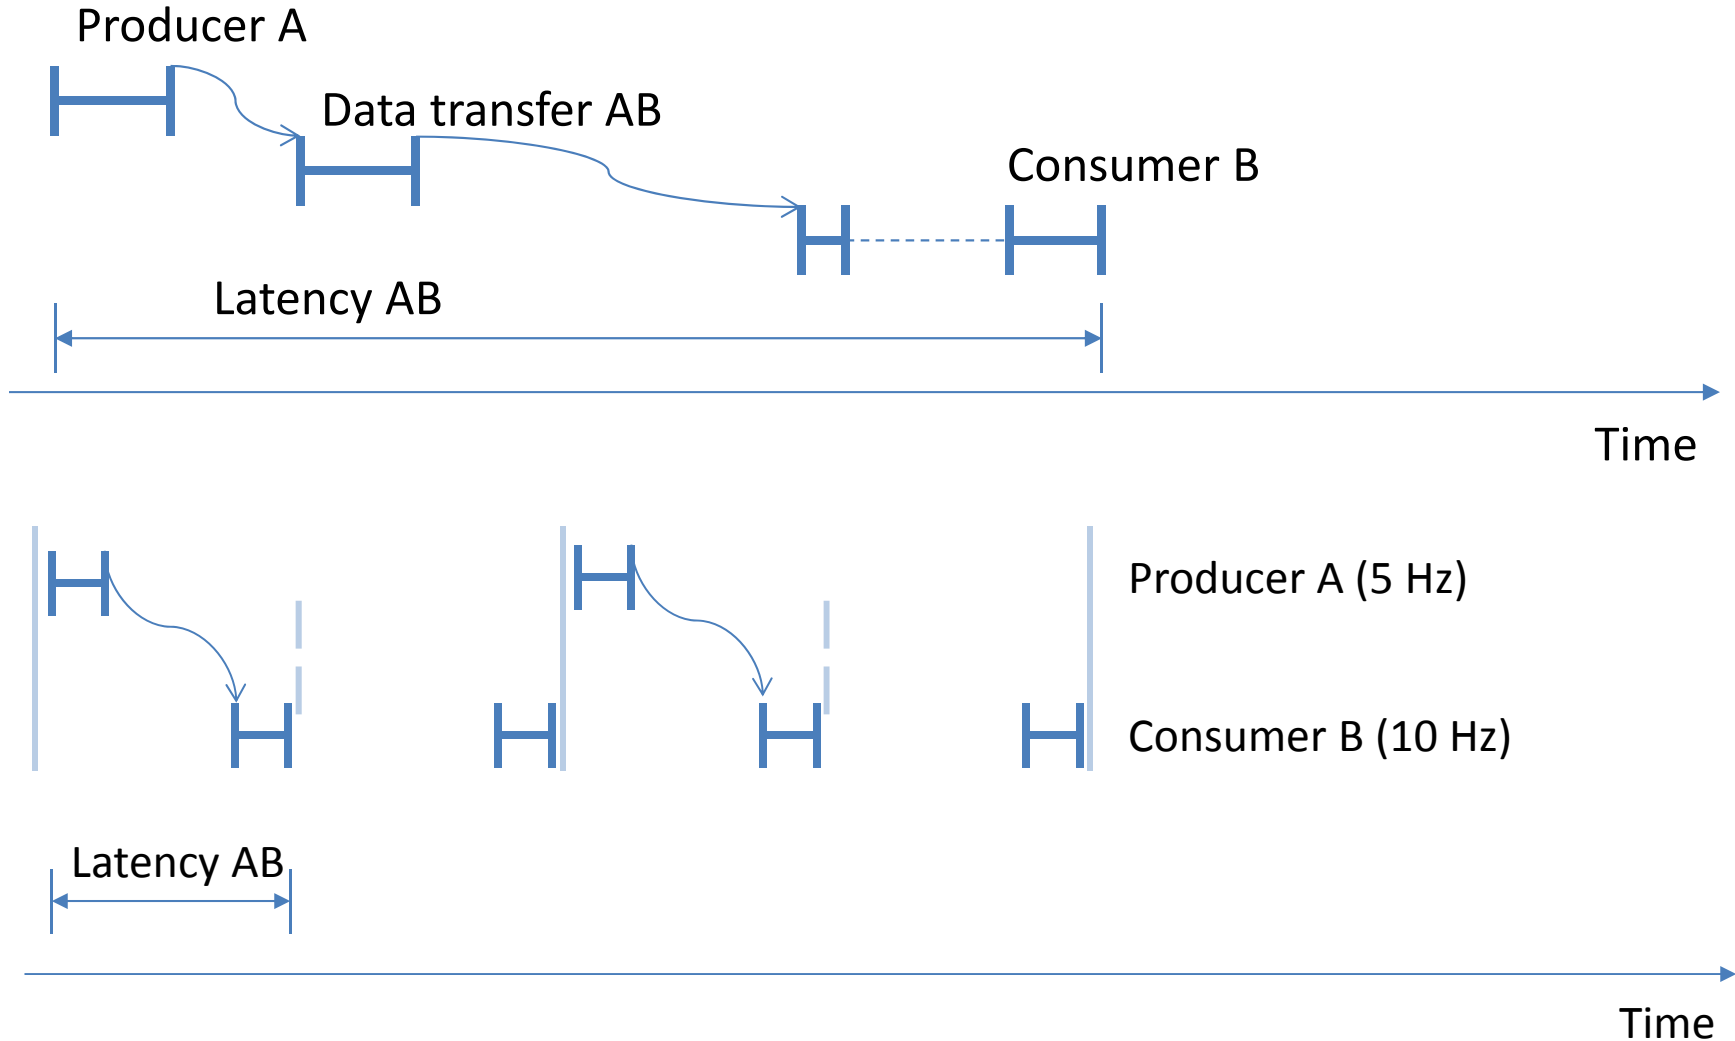 Producer A
Data transfer AB
Consumer B
Latency AB
Time
Producer A (5 Hz)
Consumer B (10 Hz)
Latency AB
Time